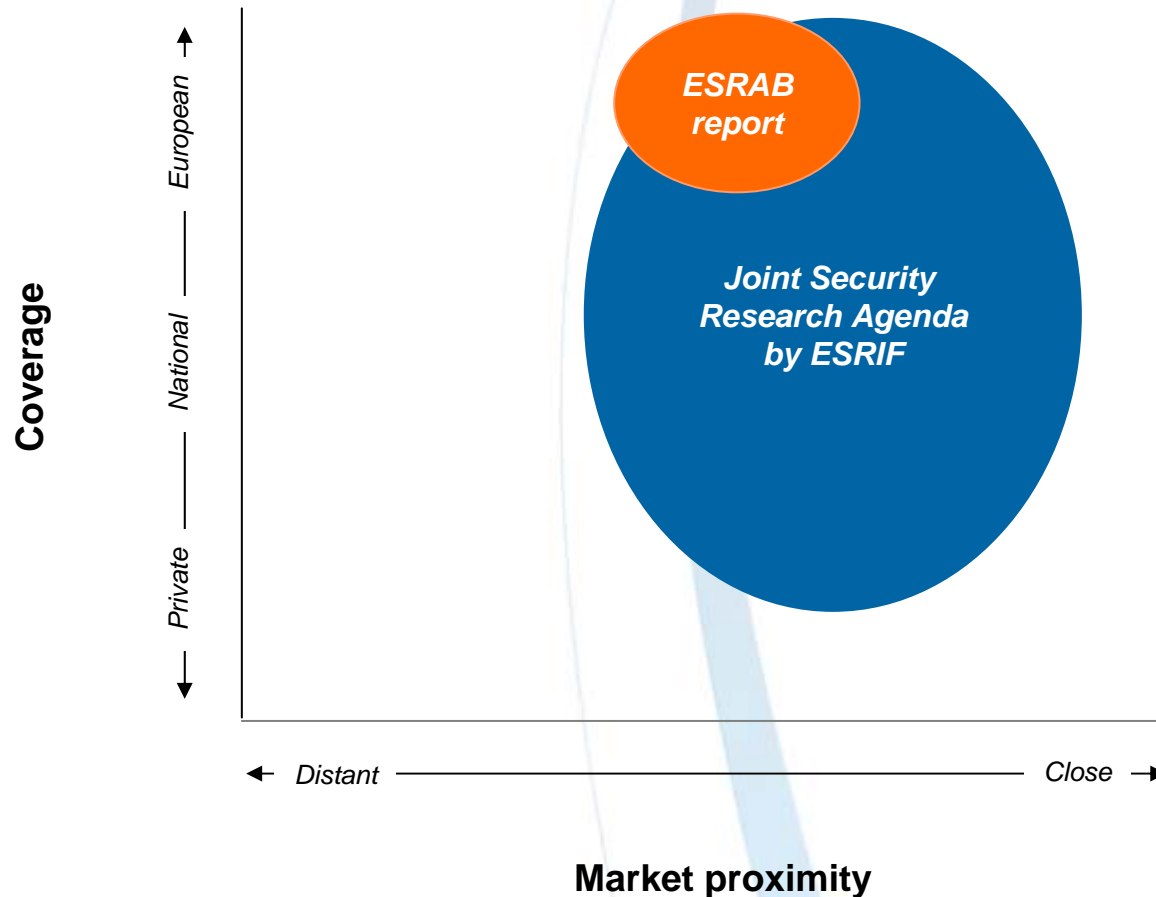 ESRAB
report
Joint Security
Research Agenda
by ESRIF
Coverage
European
National
Private
Distant
Close
Market proximity